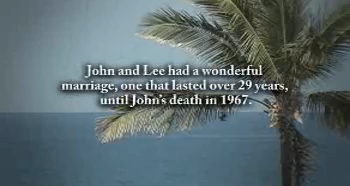 John and Lee had a wonderful
marriage, one that lasted over 29 years,
until John's death in 1967.